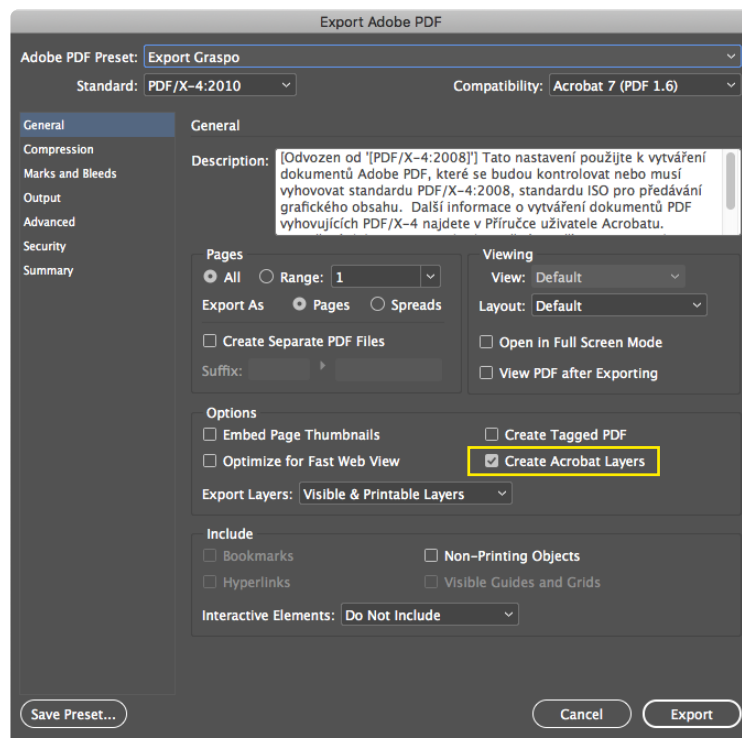 Export Adobe PDF
Adobe PDF Preset: Export Graspo
Standard: PDF/X-4:2010 Compatibility: Acrobat 7 (PDF 1.6)
General
Compression
Marks and Bleeds
Output
Advanced
Security
Summary
General
Description: [Odvozen od '[PDF/X-4:2008]'] Tato nastavení použijte k vytváření
dokumentů Adobe PDF, které se budou kontrolovat nebo musí
vyhovovat standardu PDF/X-4:2008, standardu ISO pro předávání
grafického obsahu. Další informace o vytváření dokumentů PDF
vyhovujících PDF/X-4 najdete v Příručce uživatele Acrobatu.
Pages
All Range: 1
Export As Pages Spreads
Create Separate PDF Files
Suffix:
Viewing
View: Default
Layout: Default
Open in Full Screen Mode
View PDF after Exporting
Options
Embed Page Thumbnails Create Tagged PDF
Optimize for Fast Web View Create Acrobat Layers
Export Layers: Visible & Printable Layers
Include
Bookmarks Non-Printing Objects
Hyperlinks Visible Guides and Grids
Interactive Elements: Do Not Include
Save Preset... Cancel Export